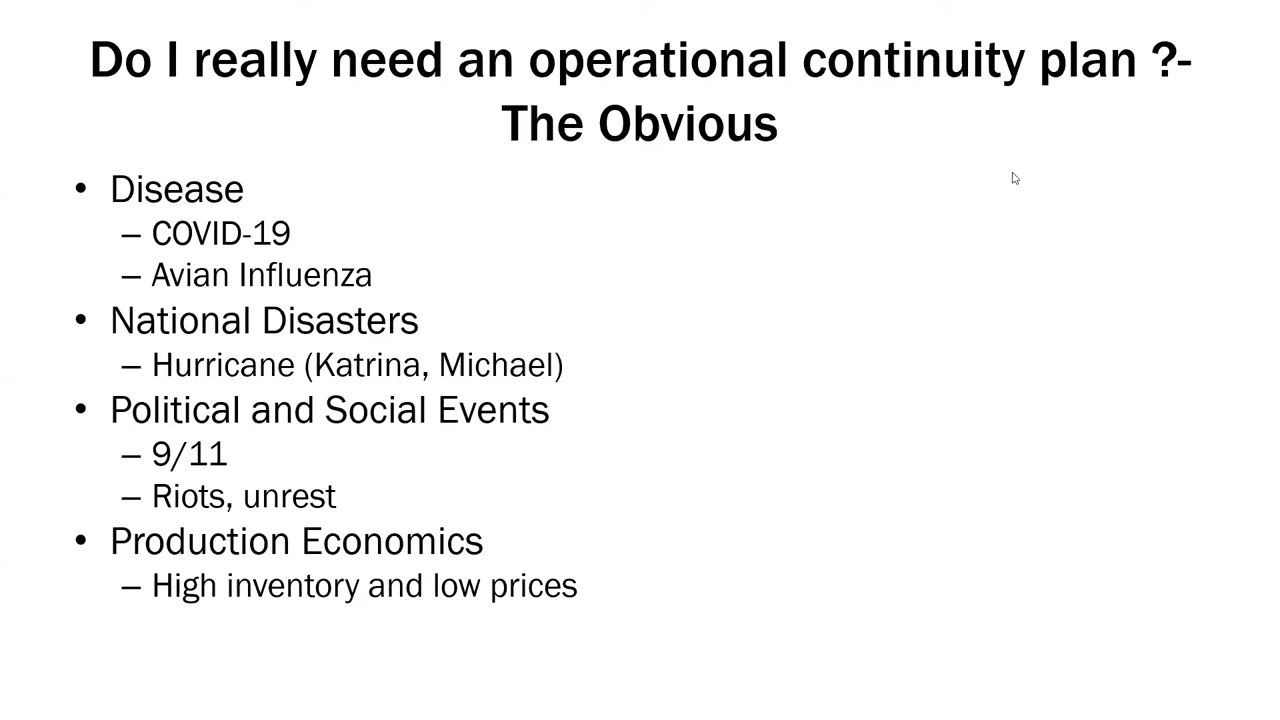 Do I really need an operational continuity plan ?-
The Obvious
• Disease
– COVID-19
– Avian Influenza
• National Disasters
– Hurricane (Katrina, Michael)
• Political and Social Events
– 9/11
– Riots, unrest
• Production Economics
– High inventory and low prices